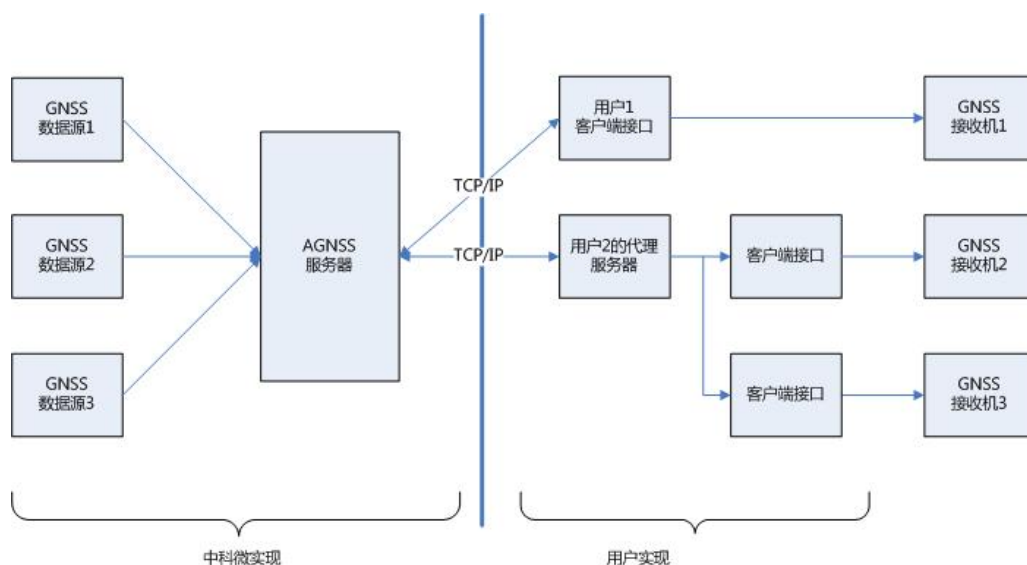 GNSS
数据源1
GNSS
数据源2
GNSS
数据源3
AGNSS
服务器
TCP/IP
TCP/IP
用户1
客户端接口
用户2的代理
服务器
客户端接口
客户端接口
GNSS
接收机1
GNSS
接收机2
GNSS
接收机3
中科微实现
用户实现